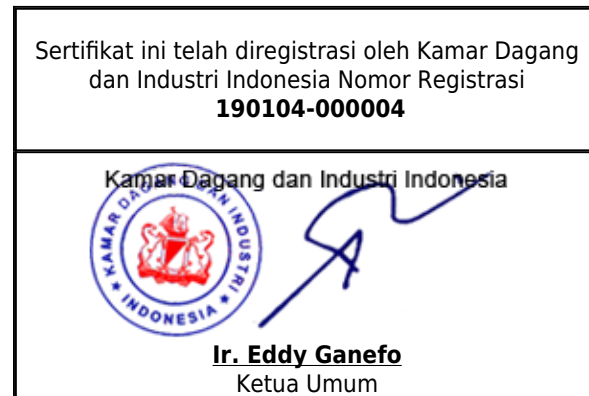 Sertifikat ini telah diregistrasi oleh Kamar Dagang
dan Industri Indonesia Nomor Registrasi
190104-000004
Kamar Dagang dan Industri Indonesia
KAMAR DAGANG DAN INDUSTRI
INDONESIA
Ir. Eddy Ganefo
Ketua Umum